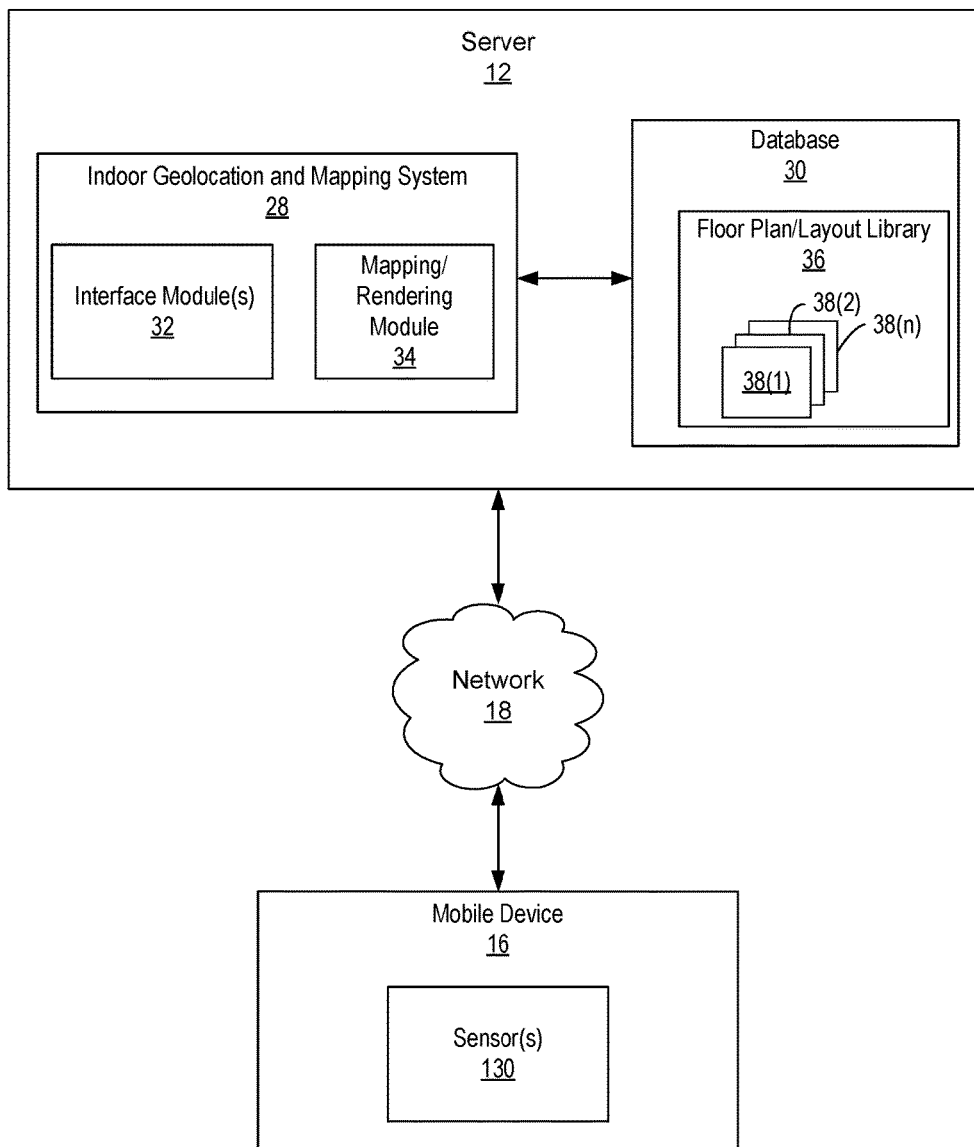 Server
12
Indoor Geolocation and Mapping System
28
Interface Module(s)
32
Mapping/
Rendering
Module
34
Database
30
Floor Plan/Layout Library
36
38(2)
38(n)
38(1)
Network
18
Mobile Device
16
Sensor(s)
130